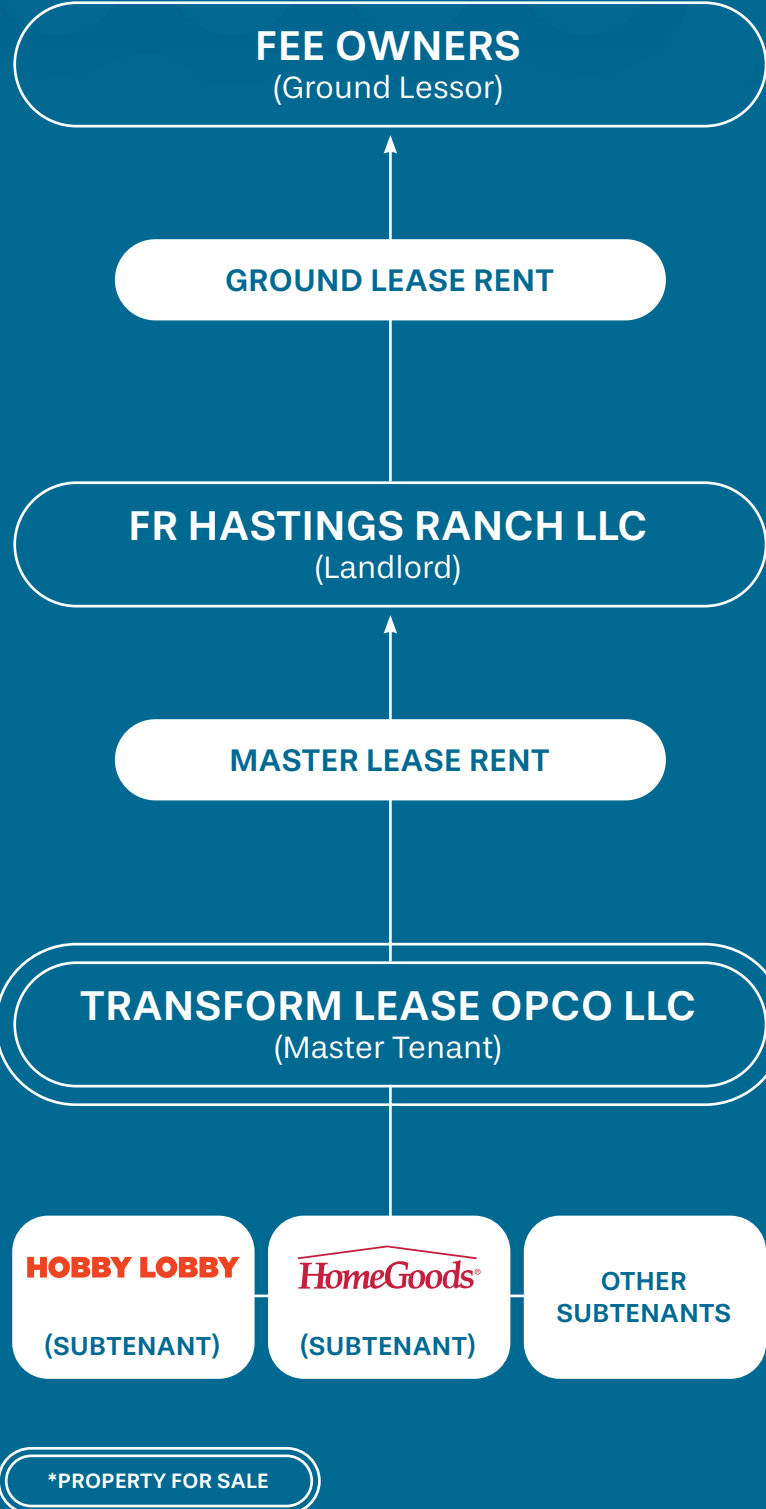 FEE OWNERS
(Ground Lessor)
GROUND LEASE RENT
FR HASTINGS RANCH LLC
(Landlord)
MASTER LEASE RENT
TRANSFORM LEASE OPCO LLC
(Master Tenant)
HOBBY LOBBY
(SUBTENANT)
HomeGoods®
(SUBTENANT)
OTHER
SUBTENANTS
*PROPERTY FOR SALE